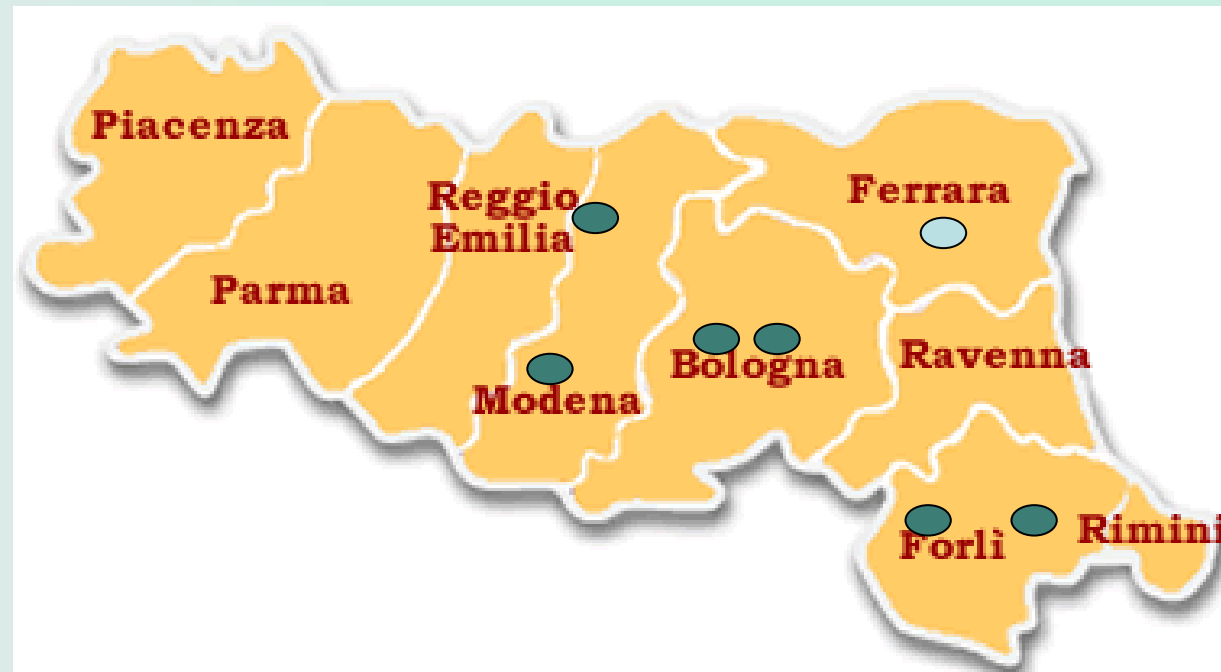 Piacenza
Reggio
Emilia
Ferrara
Parma
Bologna
Ravenna
Modena
Forlì
Rimini